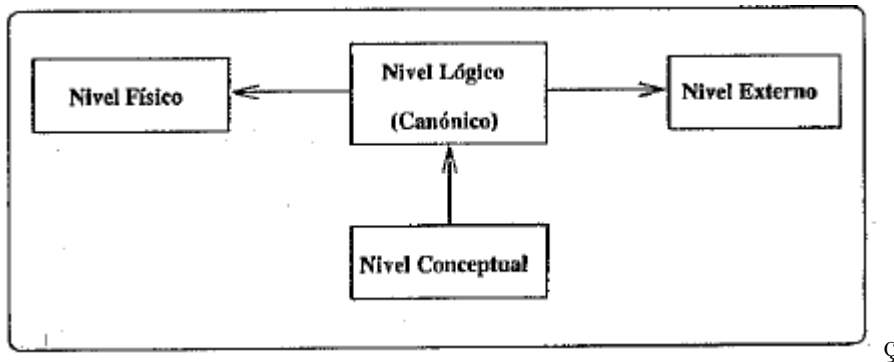 Nivel Físico
Nivel Lógico
(Canónico)
Nivel Externo
Nivel Conceptual